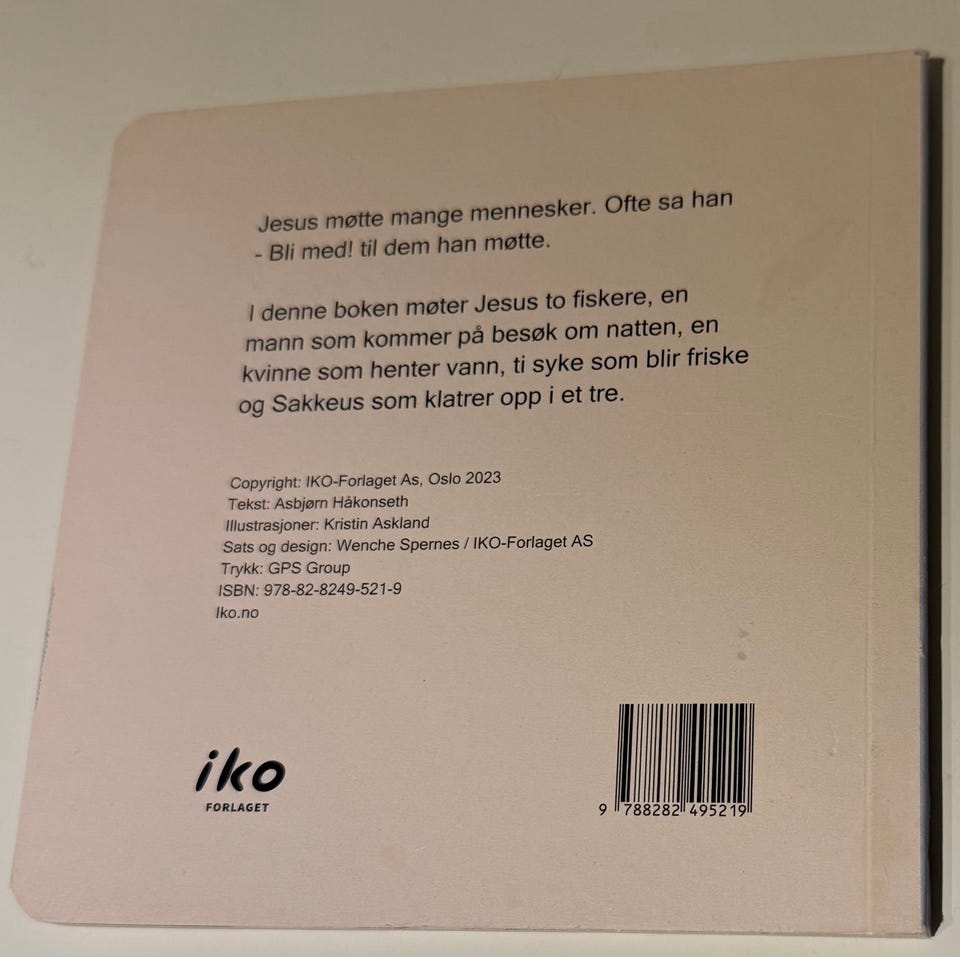 Jesus møtte mange mennesker. Ofte sa han
- Bli med! til dem han møtte.
I denne boken møter Jesus to fiskere, en
mann som kommer på besøk om natten, en
kvinne som henter vann, ti syke som blir friske
og Sakkeus som klatrer opp i et tre.
Copyright: IKO-Forlaget As, Oslo 2023
Tekst: Asbjørn Håkonseth
Illustrasjoner: Kristin Askland
Sats og design: Wenche Spernes / IKO-Forlaget AS
Trykk: GPS Group
ISBN: 978-82-8249-521-9
Iko.no
iko
FORLAGET
9 788282 495219